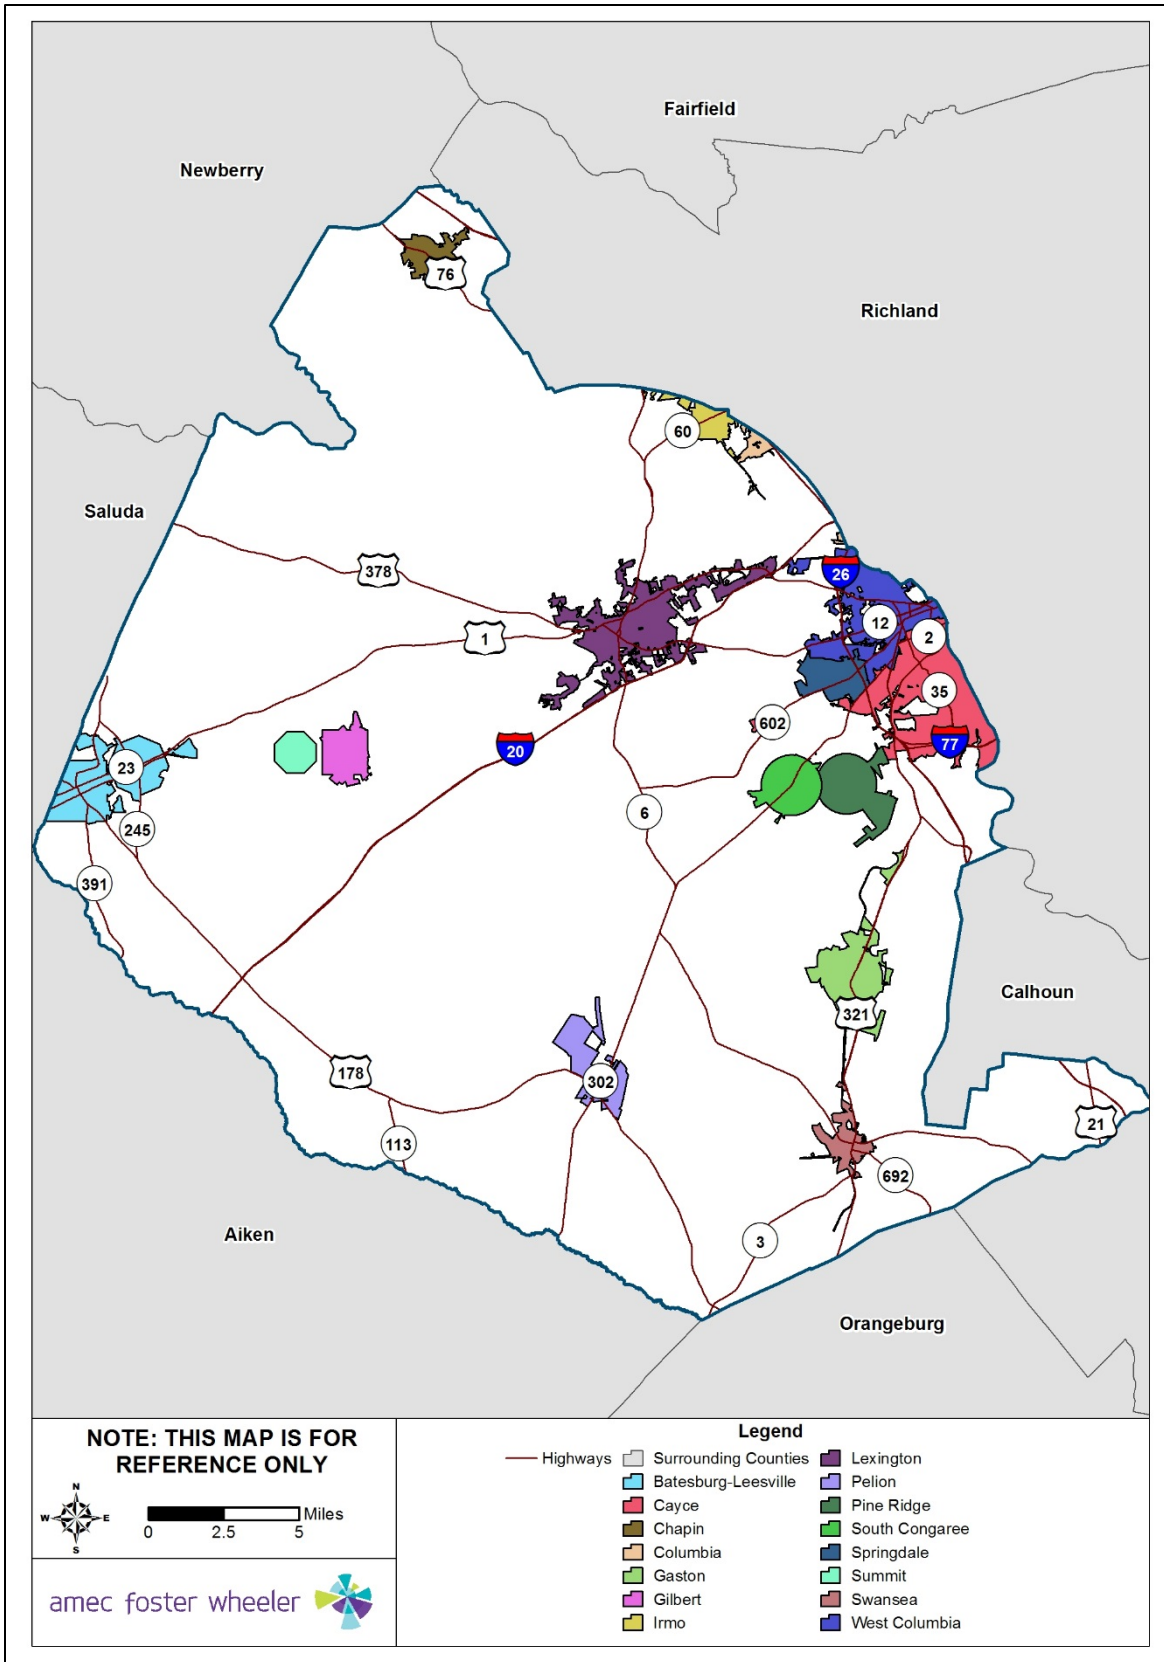 Fairfield
Newberry
76
Richland
60
Saluda
378
26
12
1
2
35
602
77
20
23
6
245
391
Calhoun
321
178
302
21
113
692
Aiken
3
Orangeburg
NOTE: THIS MAP IS FOR
REFERENCE ONLY
N
W E
S
Miles
0 2.5 5
amec foster wheeler
Legend
Highways
Surrounding Counties
Batesburg-Leesville
Cayce
Chapin
Columbia
Gaston
Gilbert
Irmo
Lexington
Pelion
Pine Ridge
South Congaree
Springdale
Summit
Swansea
West Columbia